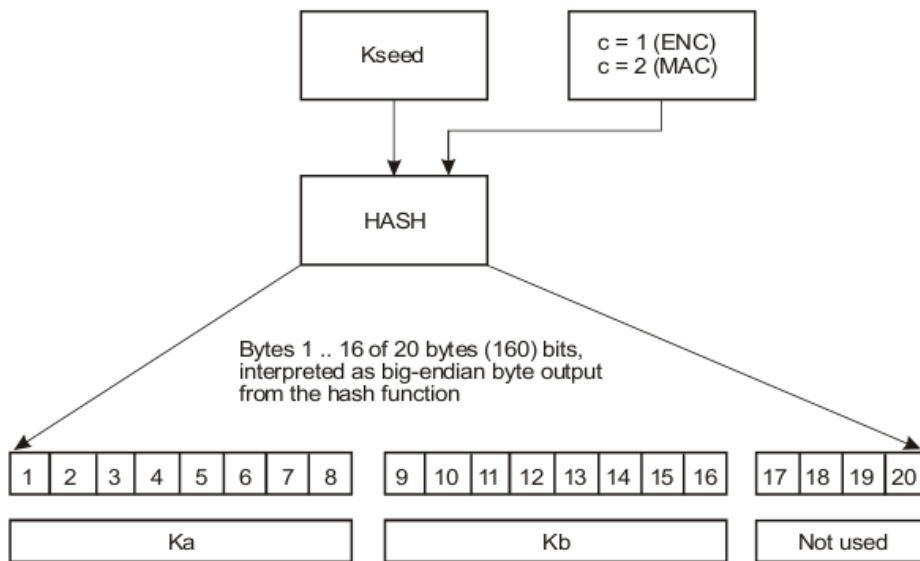 Kseed
c = 1 (ENC)
c = 2 (MAC)
HASH
Bytes 1 .. 16 of 20 bytes (160) bits,
interpreted as big-endian byte output
from the hash function
1 2 3 4 5 6 7 8 9 10 11 12 13 14 15 16 17 18 19 20
Ka Kb Not used